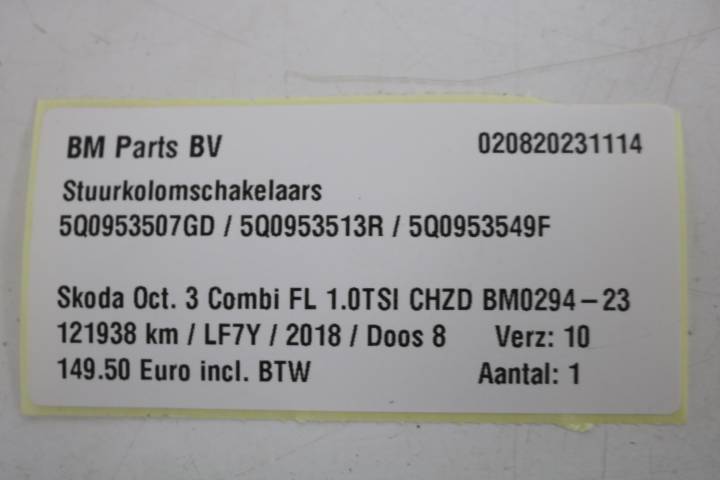 BM Parts BV 020820231114
Stuurkolomschakelaars
5Q0953507GD / 5Q0953513R / 5Q0953549F
Skoda Oct. 3 Combi FL 1.0TSI CHZD BM0294-23
121938 km / LF7Y / 2018 / Doos 8 Verz: 10
149.50 Euro incl. BTW Aantal: 1